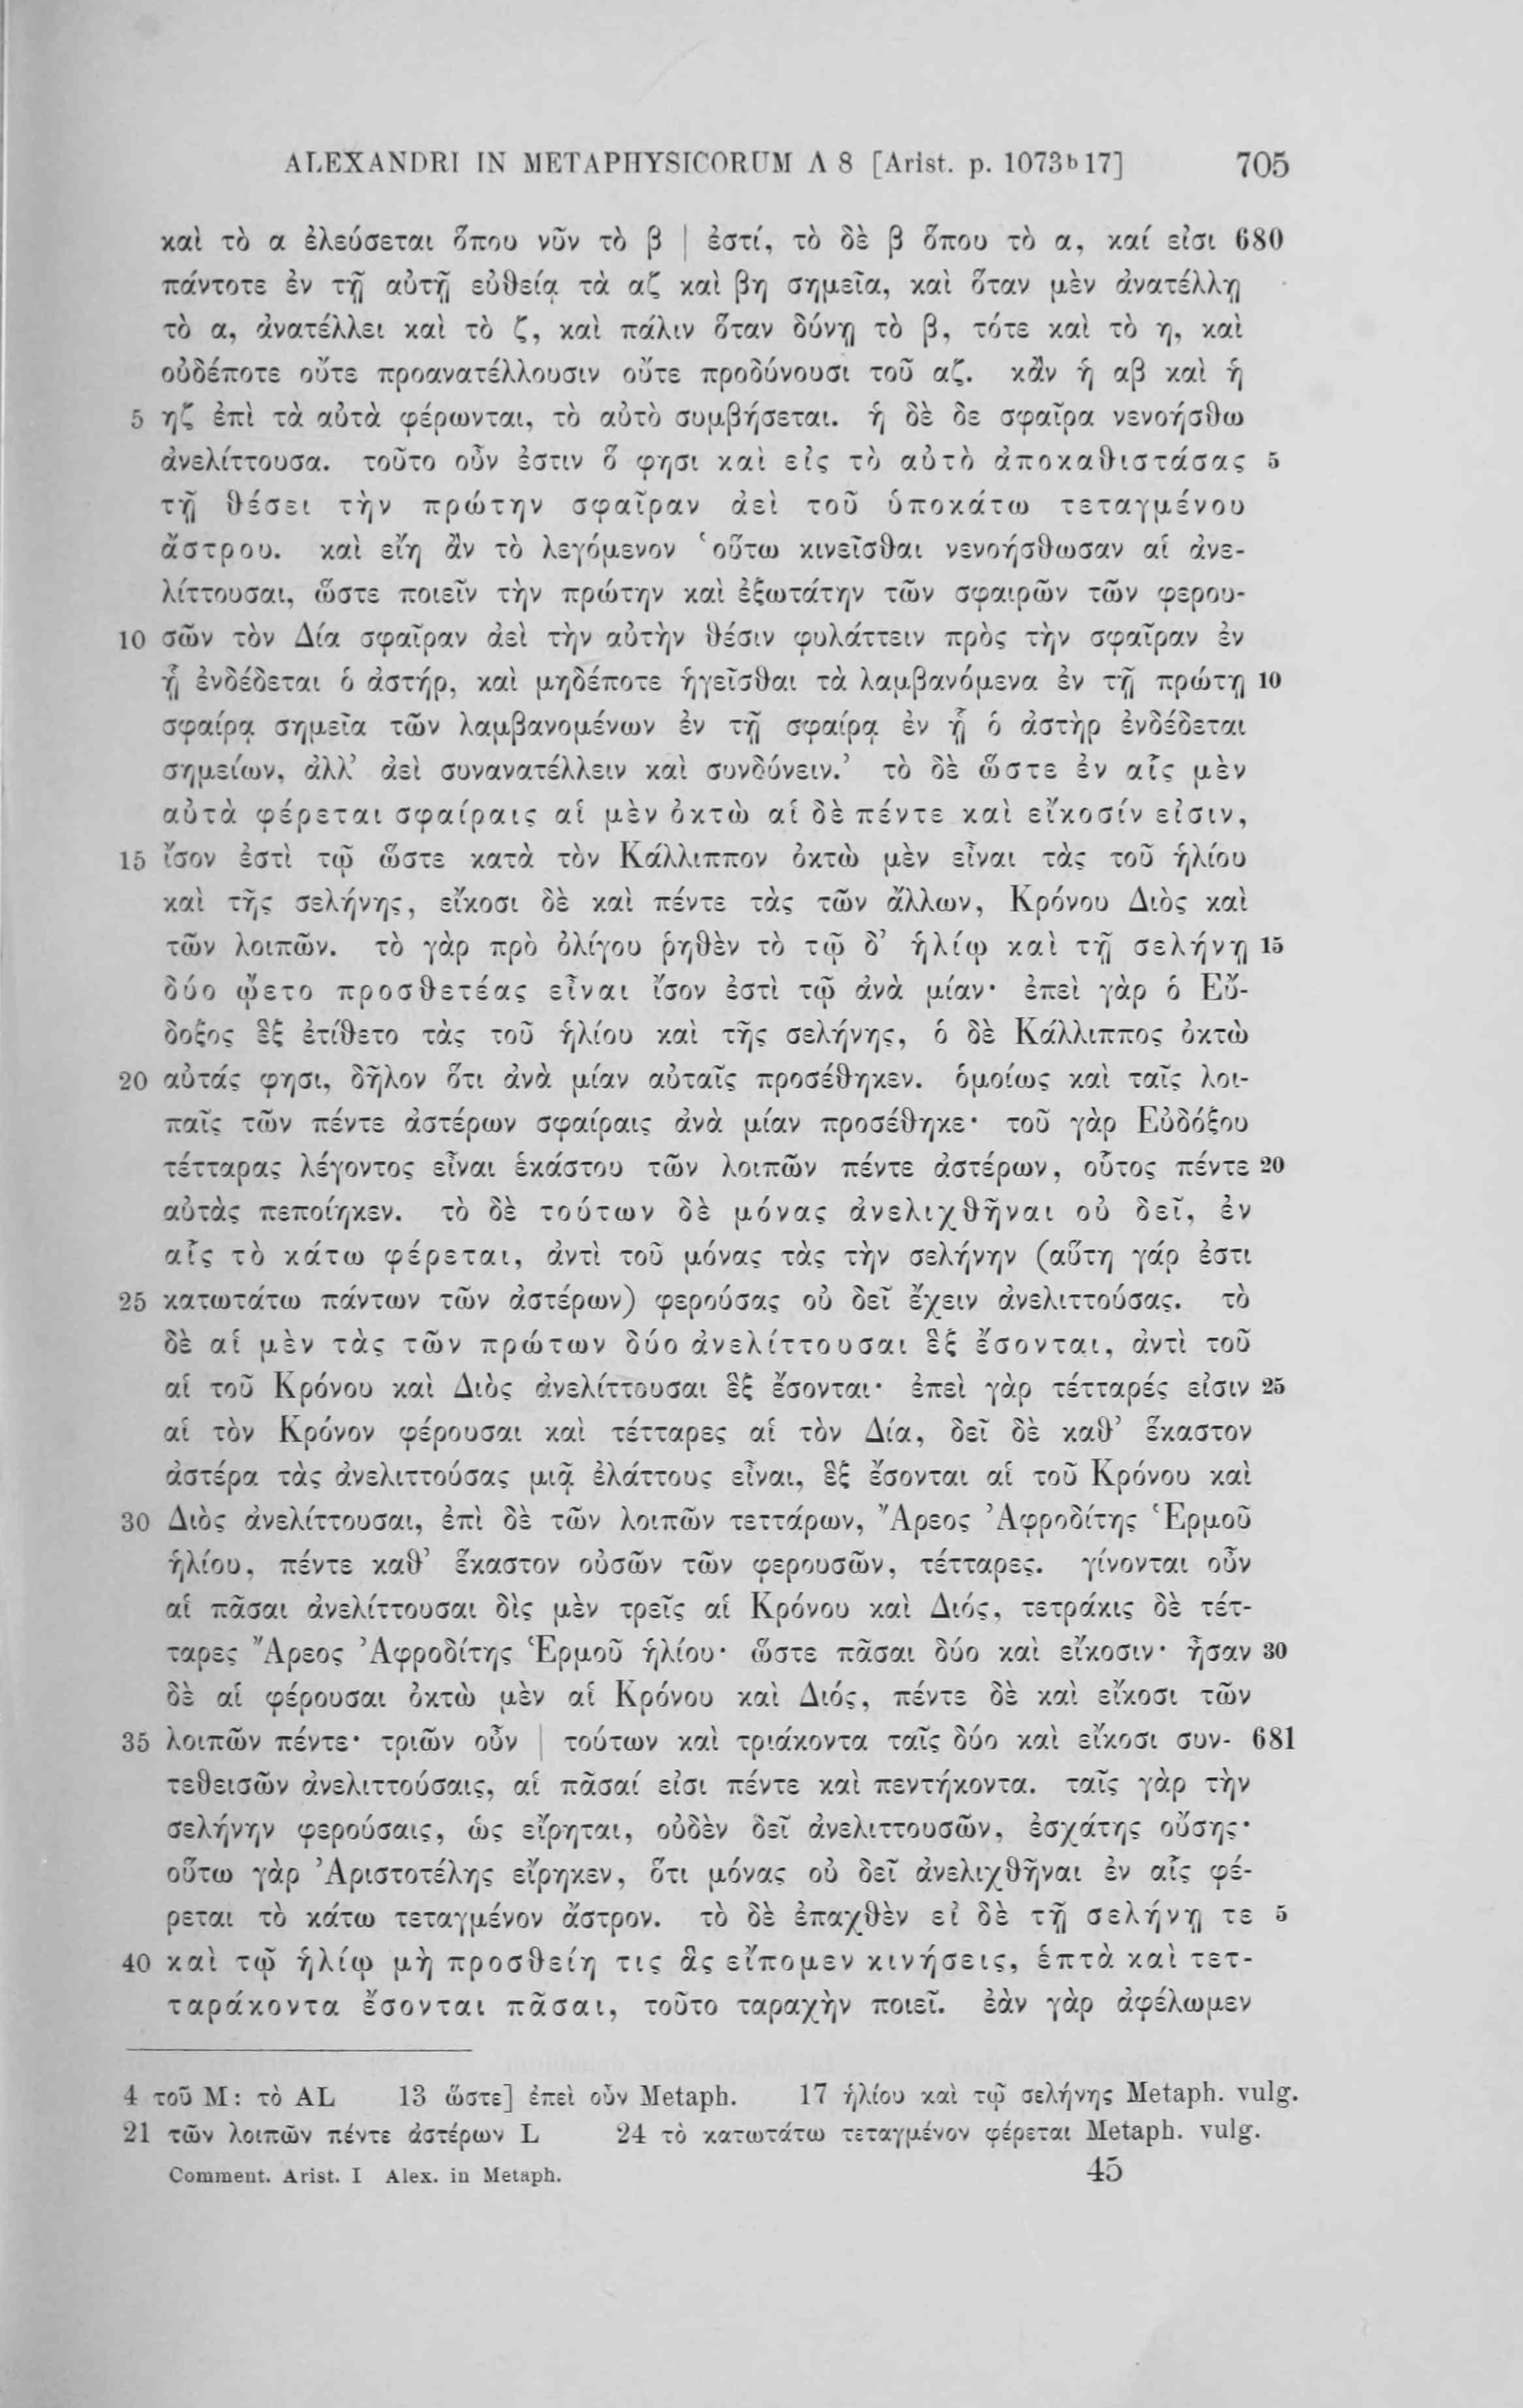 ALEXANDRI IN METAPHYSICORUM Λ 8 [Arist. p. 1073b17] 705
καὶ τὸ α ἐλεύσεται ὅπου νῦν τὸ β | ἐστί, τὸ δὲ β ὅπου τὸ α, καί εἰσι 680
πάντοτε ἐν τῇ αὐτῇ εὐθείᾳ τὰ αζ καὶ βη σημεῖα, καὶ ὅταν μὲν ἀνατέλλῃ
τὸ α, ἀνατέλλει καὶ τὸ ζ, καὶ πάλιν ὅταν δύνῃ τὸ β, τότε καὶ τὸ η, καὶ
οὐδέποτε οὔτε προανατέλλουσιν οὔτε προδύνουσι τοῦ αζ. κἂν ἡ αβ καὶ ἡ
5 ηζ ἐπὶ τὰ αὐτὰ φέρωνται, τὸ αὐτὸ συμβήσεται. ἡ δὲ δε σφαῖρα νενοήσθω
ἀνελίττουσα. τοῦτο οὖν ἐστιν ὅ φησι καὶ εἰς τὸ αὐτὸ ἀποκαθιστάσας 5
τῇ θέσει τὴν πρώτην σφαῖραν ἀεὶ τοῦ ὑποκάτω τεταγμένου
ἄστρου. καὶ εἴη ἂν τὸ λεγόμενον ‘οὕτω κινεῖσθαι νενοήσθωσαν αἱ ἀνε-
λίττουσαι, ὥστε ποιεῖν τὴν πρώτην καὶ ἐξωτάτην τῶν σφαιρῶν τῶν φερου-
10 σῶν τὸν Δία σφαῖραν ἀεὶ τὴν αὐτὴν θέσιν φυλάττειν πρὸς τὴν σφαῖραν ἐν
ᾗ ἐνδέδεται ὁ ἀστήρ, καὶ μηδέποτε ἡγεῖσθαι τὰ λαμβανόμενα ἐν τῇ πρώτῃ 10
σφαίρᾳ σημεῖα τῶν λαμβανομένων ἐν τῇ σφαίρᾳ ἐν ᾗ ὁ ἀστὴρ ἐνδέδεται
σημείων, ἀλλ’ ἀεὶ συνανατέλλειν καὶ συνδύνειν.’ τὸ δὲ ὥστε ἐν αἷς μὲν
αὐτὰ φέρεται σφαίραις αἱ μὲν ὀκτὼ αἱ δὲ πέντε καὶ εἴκοσίν εἰσιν,
15 ἴσον ἐστὶ τῷ ὥστε κατὰ τὸν Κάλλιππον ὀκτὼ μὲν εἶναι τὰς τοῦ ἡλίου
καὶ τῆς σελήνης, εἴκοσι δὲ καὶ πέντε τὰς τῶν ἄλλων, Κρόνου Διὸς καὶ
τῶν λοιπῶν. τὸ γὰρ πρὸ ὀλίγου ῥηθὲν τὸ τῷ δ’ ἡλίῳ καὶ τῇ σελήνῃ 15
δύο ᾤετο προσθετέας εἶναι ἴσον ἐστὶ τῷ ἀνὰ μίαν· ἐπεὶ γὰρ ὁ Εὔ-
δοξος ἓξ ἐτίθετο τὰς τοῦ ἡλίου καὶ τῆς σελήνης, ὁ δὲ Κάλλιππος ὀκτὼ
20 αὐτάς φησι, δῆλον ὅτι ἀνὰ μίαν αὐταῖς προσέθηκεν. ὁμοίως καὶ ταῖς λοι-
παῖς τῶν πέντε ἀστέρων σφαίραις ἀνὰ μίαν προσέθηκε· τοῦ γὰρ Εὐδόξου
τέτταρας λέγοντος εἶναι ἑκάστου τῶν λοιπῶν πέντε ἀστέρων, οὗτος πέντε 20
αὐτὰς πεποίηκεν. τὸ δὲ τούτων δὲ μόνας ἀνελιχθῆναι οὐ δεῖ, ἐν
αἷς τὸ κάτω φέρεται, ἀντὶ τοῦ μόνας τὰς τὴν σελήνην (αὕτη γάρ ἐστι
25 κατωτάτω πάντων τῶν ἀστέρων) φερούσας οὐ δεῖ ἔχειν ἀνελιττούσας. τὸ
δὲ αἱ μὲν τὰς τῶν πρώτων δύο ἀνελίττουσαι ἓξ ἔσονται, ἀντὶ τοῦ
αἱ τοῦ Κρόνου καὶ Διὸς ἀνελίττουσαι ἓξ ἔσονται· ἐπεὶ γὰρ τέτταρές εἰσιν 25
αἱ τὸν Κρόνον φέρουσαι καὶ τέτταρες αἱ τὸν Δία, δεῖ δὲ καθ’ ἕκαστον
ἀστέρα τὰς ἀνελιττούσας μιᾷ ἐλάττους εἶναι, ἓξ ἔσονται αἱ τοῦ Κρόνου καὶ
30 Διὸς ἀνελίττουσαι, ἐπὶ δὲ τῶν λοιπῶν τεττάρων, Ἄρεος Ἀφροδίτης Ἑρμοῦ
ἡλίου, πέντε καθ’ ἕκαστον οὐσῶν τῶν φερουσῶν, τέτταρες. γίνονται οὖν
αἱ πᾶσαι ἀνελίττουσαι δὶς μὲν τρεῖς αἱ Κρόνου καὶ Διός, τετράκις δὲ τέτ-
ταρες Ἄρεος Ἀφροδίτης Ἑρμοῦ ἡλίου· ὥστε πᾶσαι δύο καὶ εἴκοσιν· ἦσαν 30
δὲ αἱ φέρουσαι ὀκτὼ μὲν αἱ Κρόνου καὶ Διός, πέντε δὲ καὶ εἴκοσι τῶν
35 λοιπῶν πέντε· τριῶν οὖν | τούτων καὶ τριάκοντα ταῖς δύο καὶ εἴκοσι συν- 681
τεθεισῶν ἀνελιττούσαις, αἱ πᾶσαί εἰσι πέντε καὶ πεντήκοντα. ταῖς γὰρ τὴν
σελήνην φερούσαις, ὡς εἴρηται, οὐδὲν δεῖ ἀνελιττουσῶν, ἐσχάτης οὔσης·
οὕτω γὰρ Ἀριστοτέλης εἴρηκεν, ὅτι μόνας οὐ δεῖ ἀνελιχθῆναι ἐν αἷς φέ-
ρεται τὸ κάτω τεταγμένον ἄστρον. τὸ δὲ ἐπαχθὲν εἰ δὲ τῇ σελήνῃ τε 5
40 καὶ τῷ ἡλίῳ μὴ προσθείη τις ἃς εἴπομεν κινήσεις, ἑπτὰ καὶ τετ-
ταράκοντα ἔσονται πᾶσαι, τοῦτο ταραχὴν ποιεῖ. ἐὰν γὰρ ἀφέλωμεν
4 τοῦ M: τὸ AL 13 ὥστε] ἐπεὶ οὖν Metaph. 17 ἡλίου καὶ τῷ σελήνης Metaph. vulg.
21 τῶν λοιπῶν πέντε ἀστέρων L 24 τὸ κατωτάτω τεταγμένον φέρεται Metaph. vulg.
Comment. Arist. I Alex. in Metaph. 45